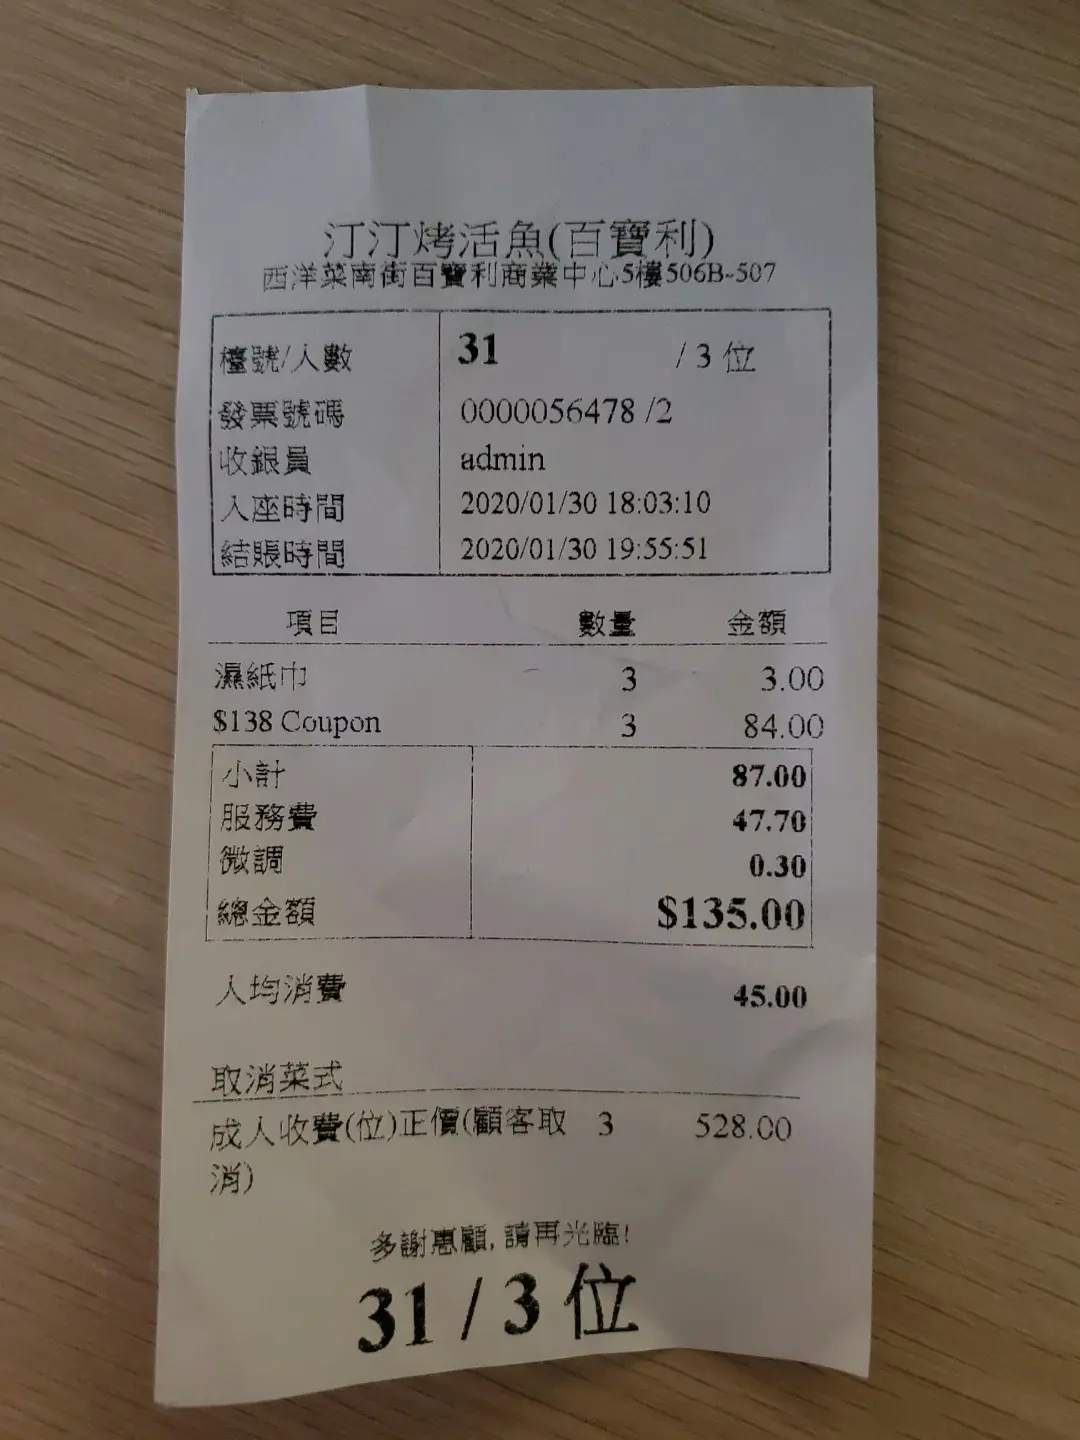 汀汀烤活魚(百寶利)
西洋菜南街百寶利商業中心5樓506B-507
檯號/人數 31 / 3 位
發票號碼 0000056478 /2
收銀員 admin
入座時間 2020/01/30 18:03:10
結賬時間 2020/01/30 19:55:51
項目 數量 金額
濕紙巾 3 3.00
$138 Coupon 3 84.00
小計 87.00
服務費 47.70
微調 0.30
總金額 $135.00
人均消費 45.00
取消菜式
成人收費(位)正價(顧客取 3 528.00
消)
多謝惠顧, 請再光臨!
31 / 3 位